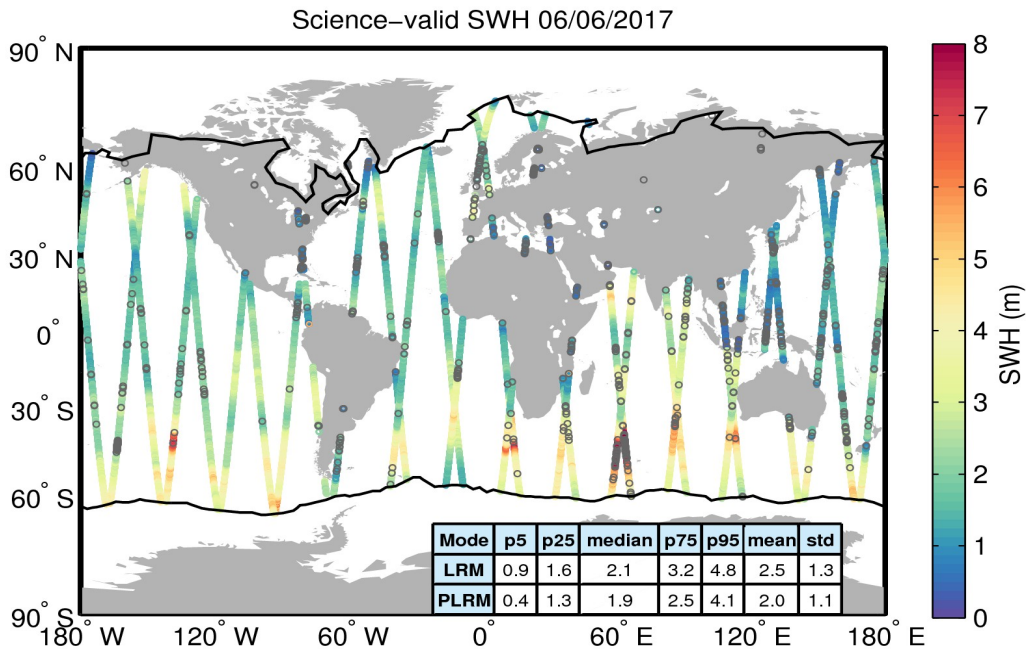 Science-valid SWH 06/06/2017
90° N
60° N
30° N
0°
30° S
60° S
90° S
180° W
120° W
60° W
0°
60° E
120° E
180° E
Mode p5 p25 median p75 p95 mean std
LRM 0.9 1.6 2.1 3.2 4.8 2.5 1.3
PLRM 0.4 1.3 1.9 2.5 4.1 2.0 1.1
8
7
6
5
4
3
2
1
0
SWH (m)